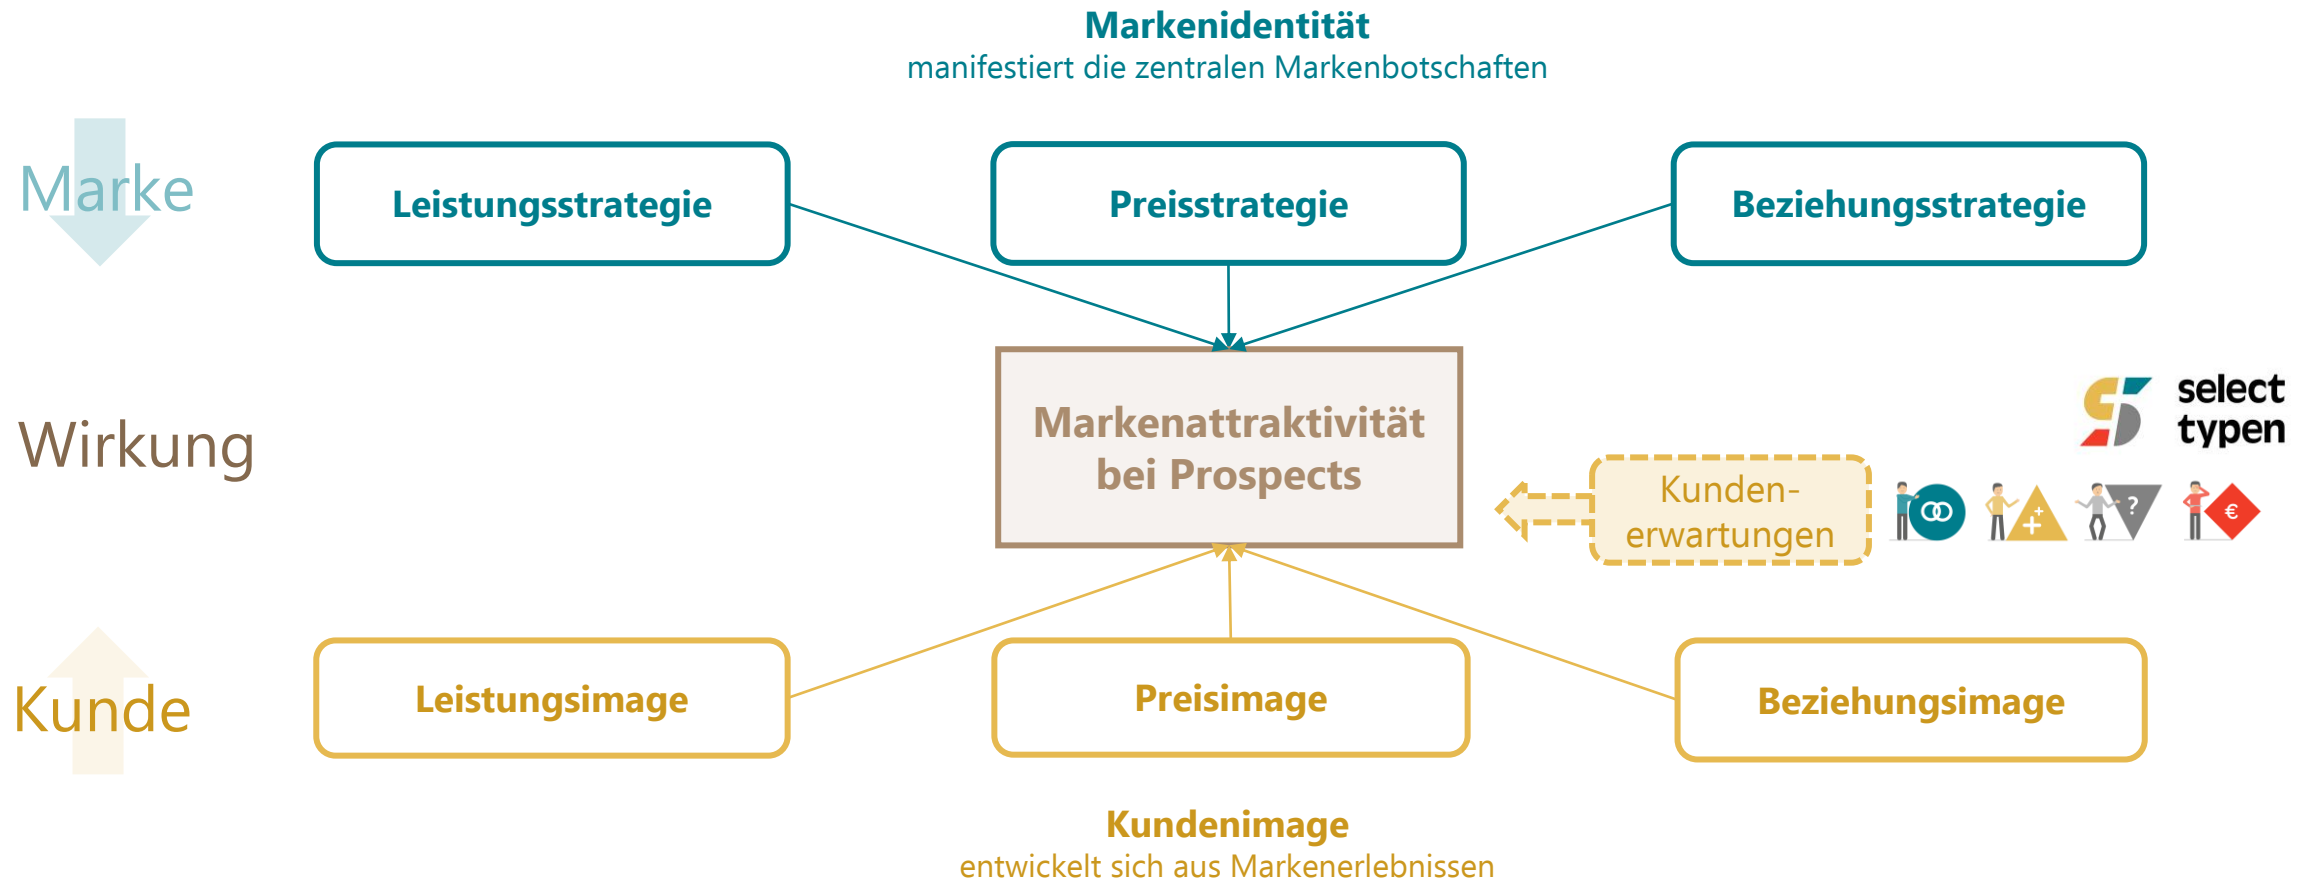 Markenidentität
manifestiert die zentralen Markenbotschaften
Marke
Leistungsstrategie
Preisstrategie
Beziehungsstrategie
Wirkung
Markenattraktivität
bei Prospects
Kunden-
erwartungen
select
typen
?
€
Kunde
Leistungsimage
Preisimage
Beziehungsimage
Kundenimage
entwickelt sich aus Markenerlebnissen